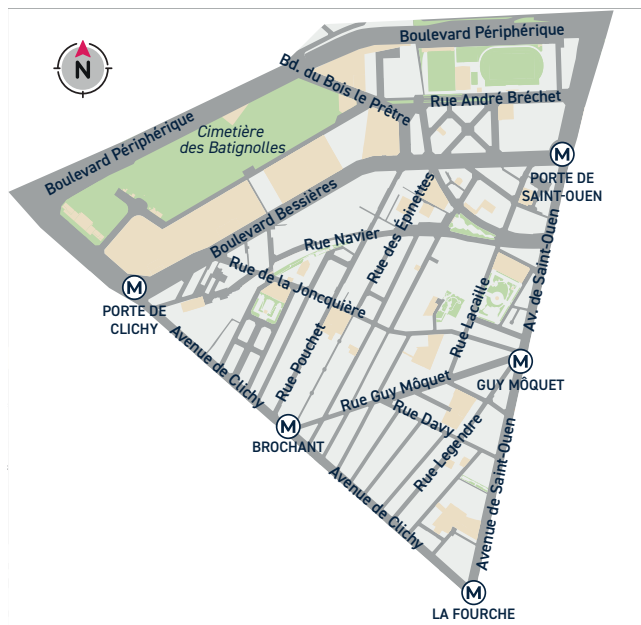 Boulevard Périphérique
N
Bd. du Bois le Prêtre
Rue André Bréchet
Cimetière
des Batignolles
Boulevard Périphérique
M
PORTE DE
SAINT-OUEN
Boulevard Bessières
Rue des Épinettes
Rue Navier
Av. de Saint-Ouen
Rue de la Joncquière
M
PORTE DE
CLICHY
Rue Lacaille
Avenue de Clichy
Rue Pouchet
M
GUY MÔQUET
Rue Guy Môquet
Rue Davy
M
BROCHANT
Rue Legendre
Avenue de Saint-Ouen
Avenue de Clichy
M
LA FOURCHE